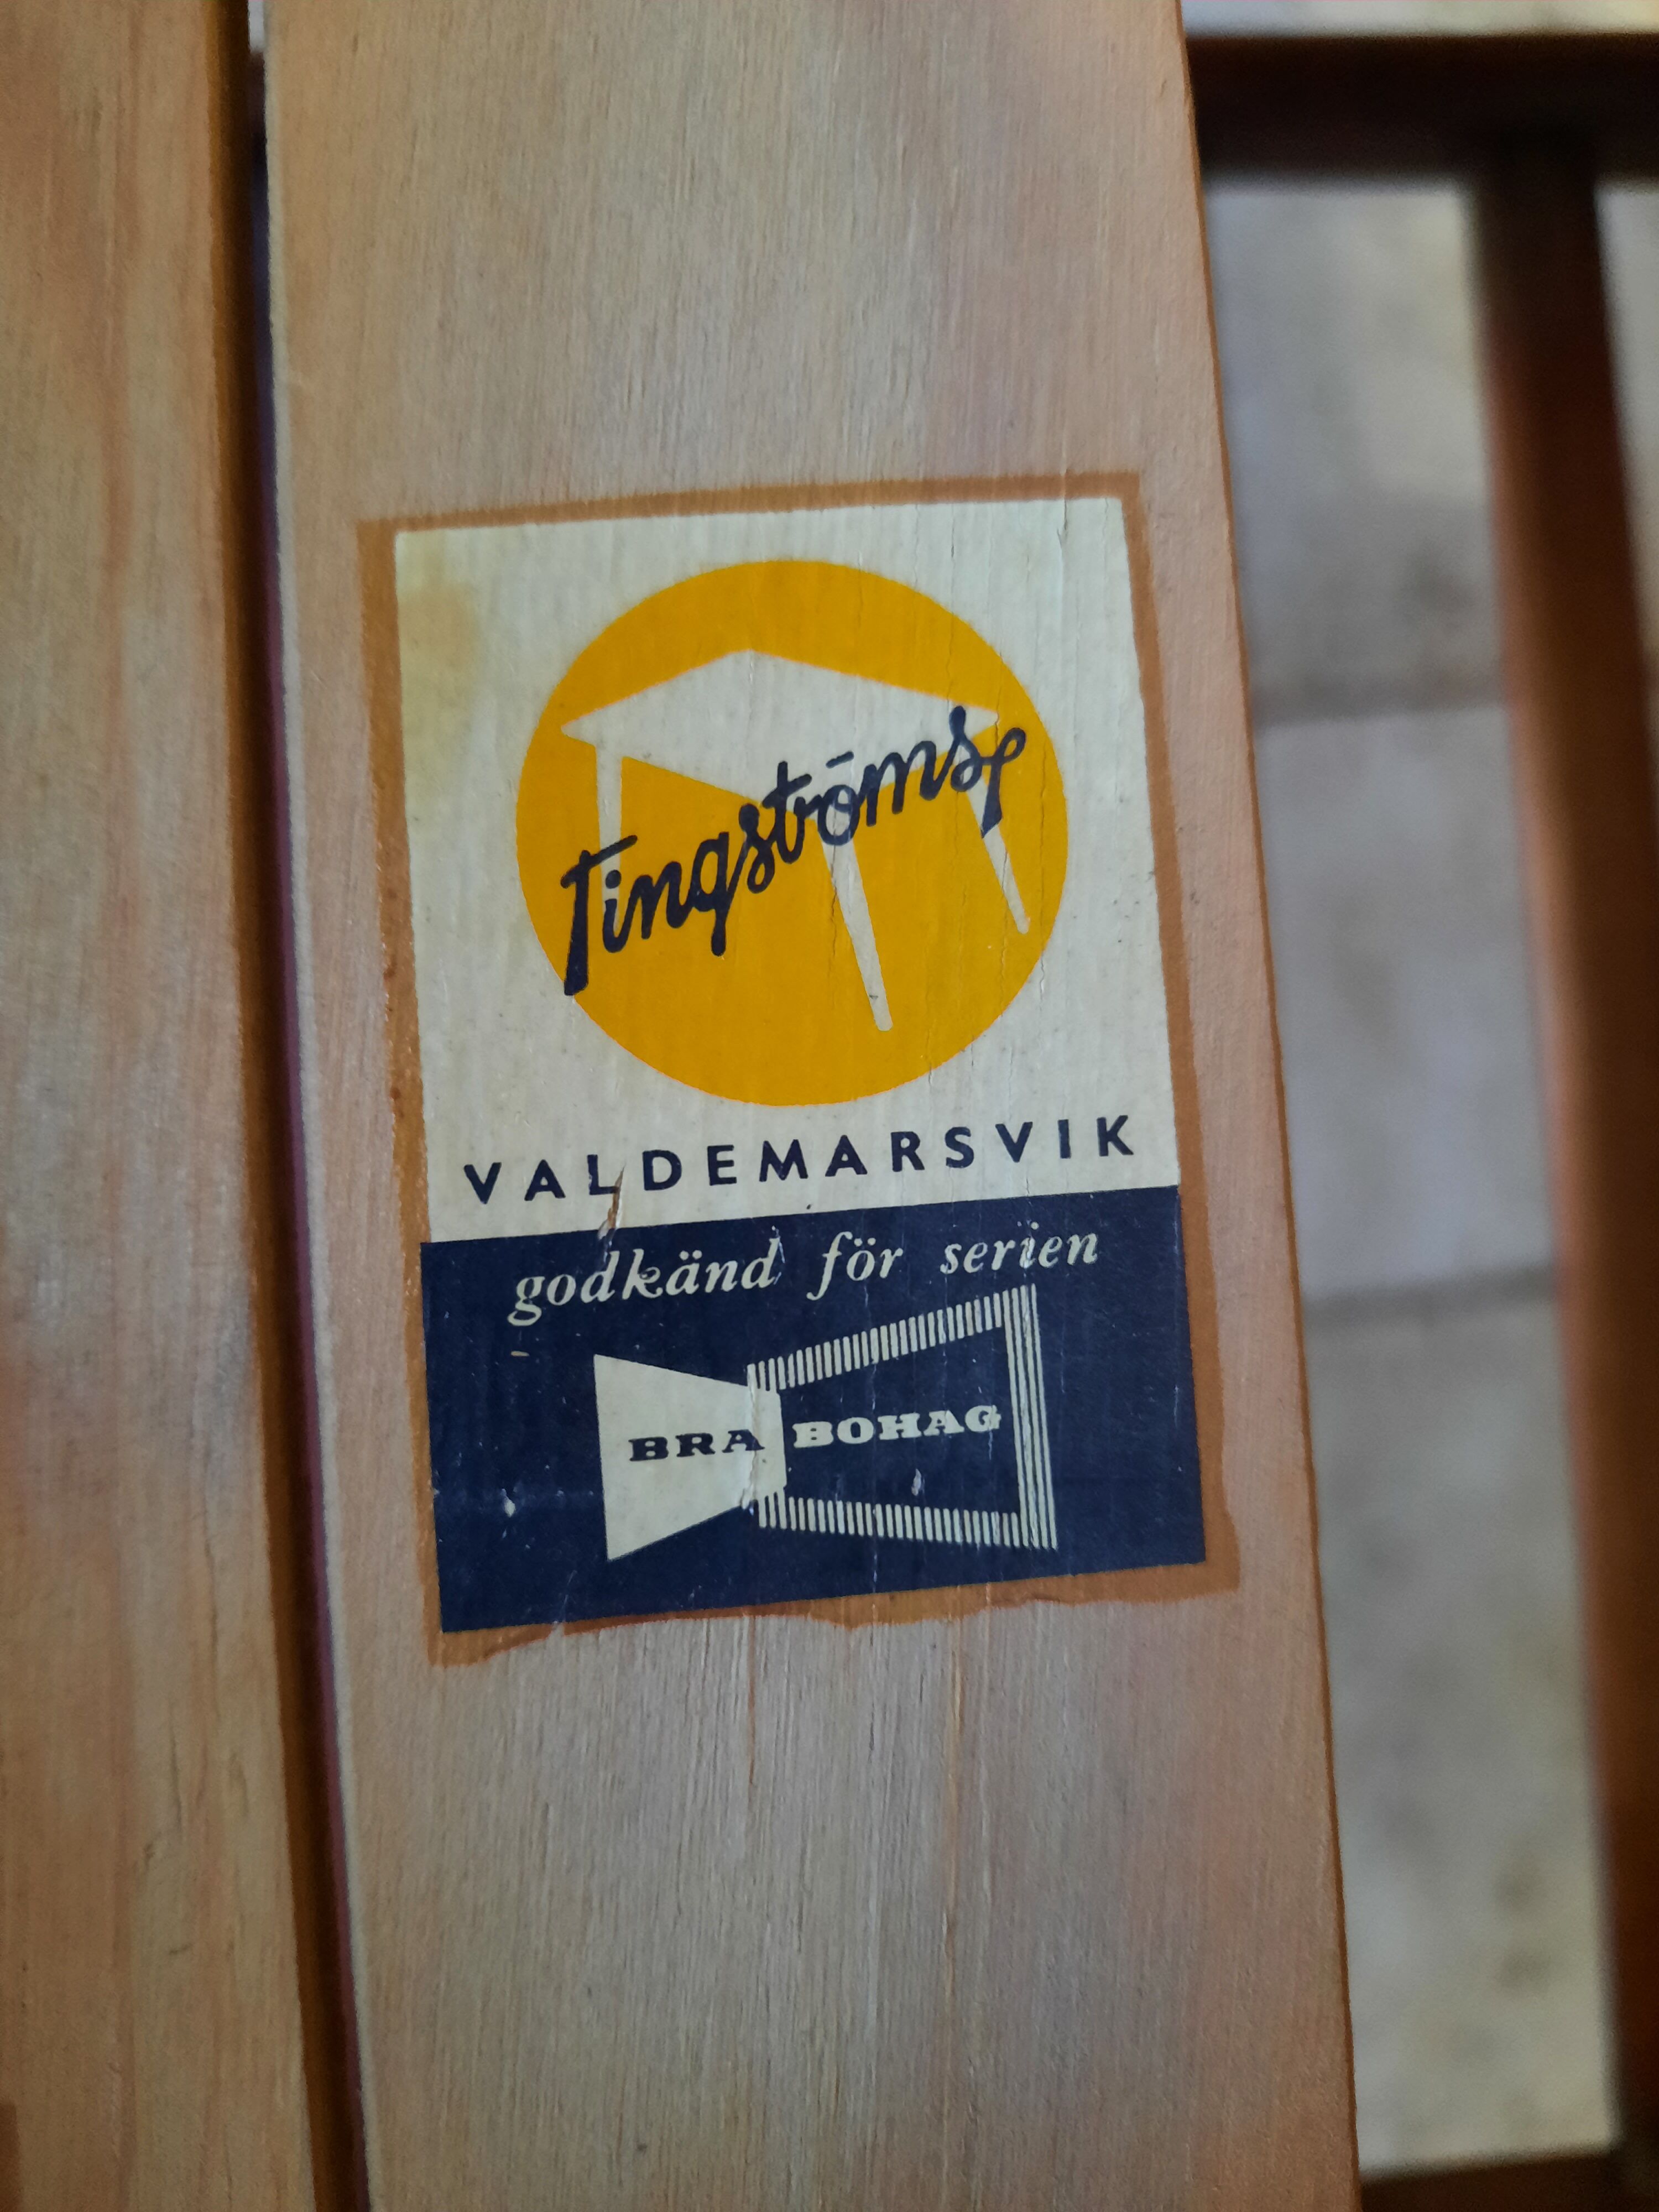 Tingströms
VALDEMARSVIK
godkänd för serien
BRA BOHAG